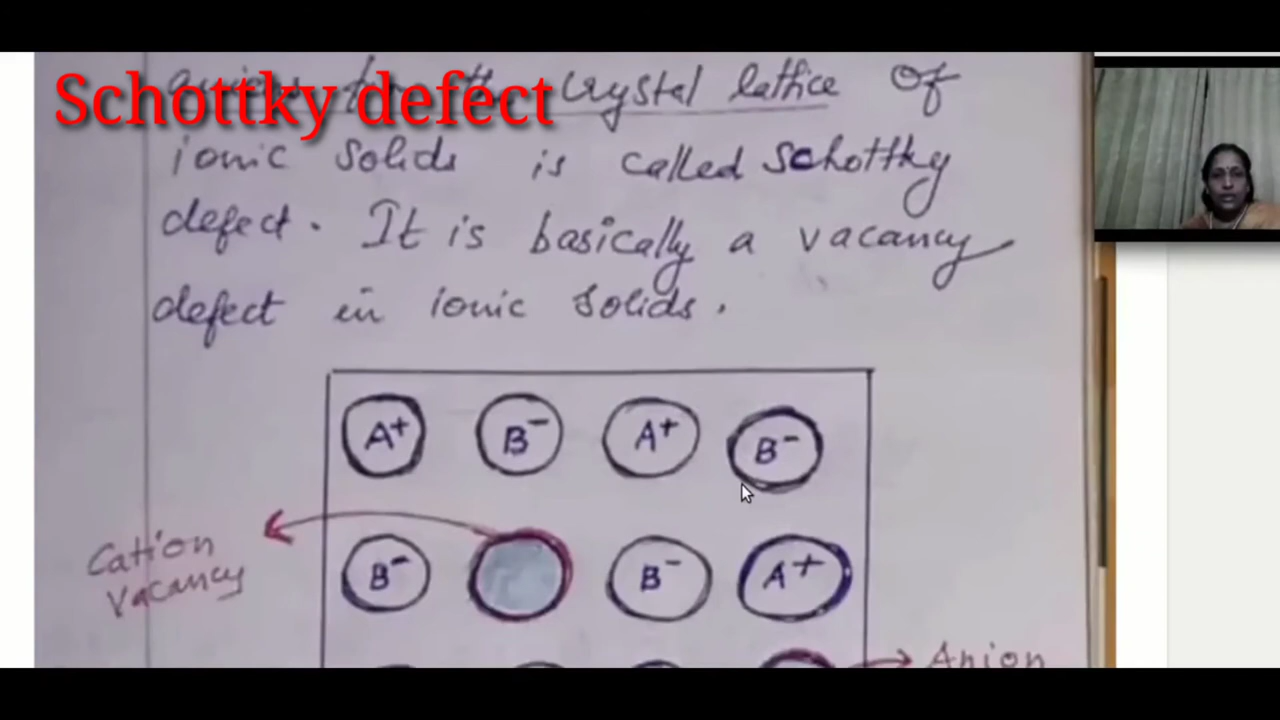 Schottky defect
crystal lattice of
ionic solids is called Schottky
defect. It is basically a vacancy
defect in ionic solids.
A+ B- A+ B-
Cation
vacancy
B- B- A+
Anion